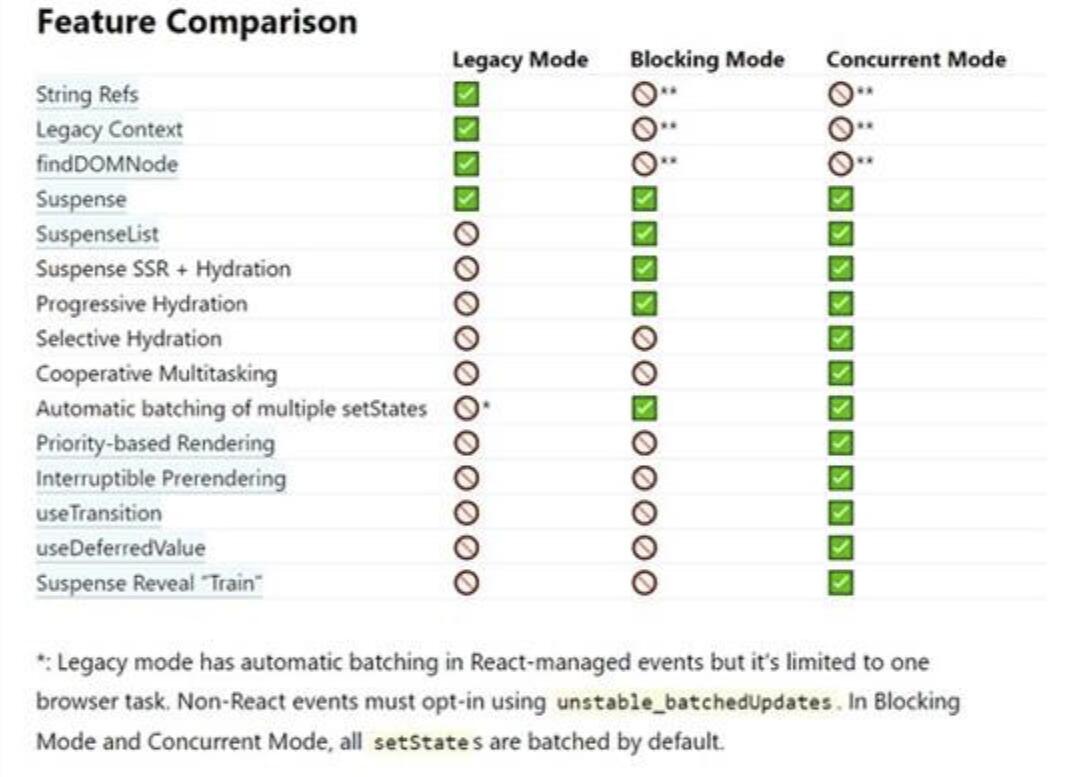 Feature Comparison
Legacy Mode Blocking Mode Concurrent Mode
String Refs ✅ 🚫** 🚫**
Legacy Context ✅ 🚫** 🚫**
findDOMNode ✅ 🚫** 🚫**
Suspense ✅ ✅ ✅
SuspenseList 🚫 ✅ ✅
Suspense SSR + Hydration 🚫 ✅ ✅
Progressive Hydration 🚫 ✅ ✅
Selective Hydration 🚫 🚫 ✅
Cooperative Multitasking 🚫 🚫 ✅
Automatic batching of multiple setStates 🚫* ✅ ✅
Priority-based Rendering 🚫 🚫 ✅
Interruptible Prerendering 🚫 🚫 ✅
useTransition 🚫 🚫 ✅
useDeferredValue 🚫 🚫 ✅
Suspense Reveal "Train" 🚫 🚫 ✅
*: Legacy mode has automatic batching in React-managed events but it's limited to one
browser task. Non-React events must opt-in using unstable_batchedUpdates. In Blocking
Mode and Concurrent Mode, all setStates are batched by default.